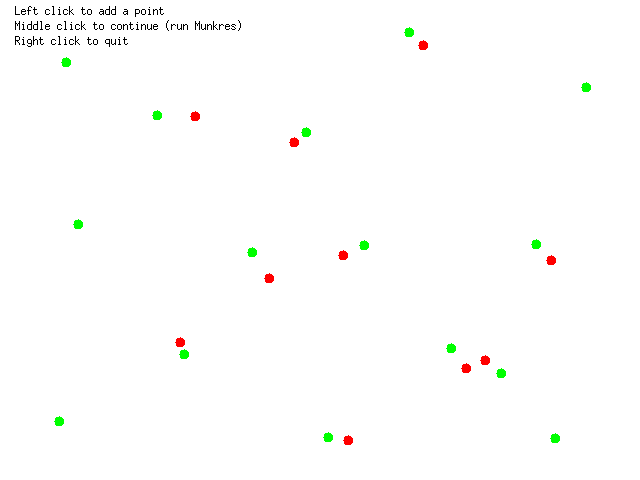 Left click to add a point
Middle click to continue (run Munkres)
Right click to quit